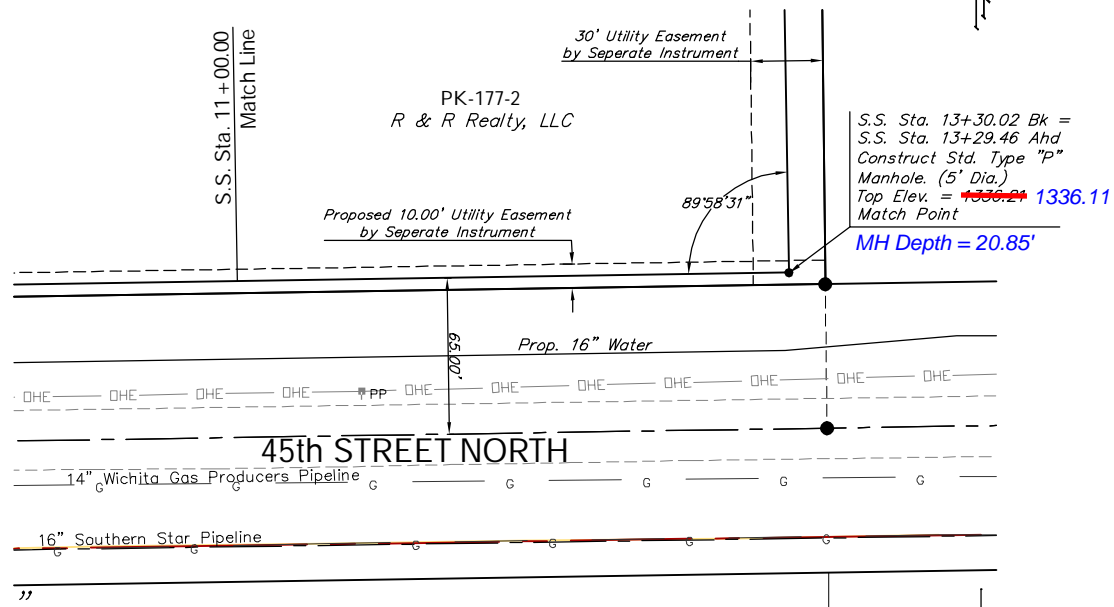 S.S. Sta. 11+00.00
Match Line
30' Utility Easement
by Seperate Instrument
PK-177-2
R & R Realty, LLC
S.S. Sta. 13+30.02 Bk =
S.S. Sta. 13+29.46 Ahd
Construct Std. Type "P"
Manhole. (5' Dia.)
Top Elev. = 1336.21 1336.11
Match Point
MH Depth = 20.85'
89°58'31"
Proposed 10.00' Utility Easement
by Seperate Instrument
65.00'
Prop. 16" Water
OHE OHE OHE OHE PP OHE OHE OHE OHE OHE OHE OHE
45th STREET NORTH
14" Wichita Gas Producers Pipeline
G G G G G G G
16" Southern Star Pipeline
G G G G G G
"